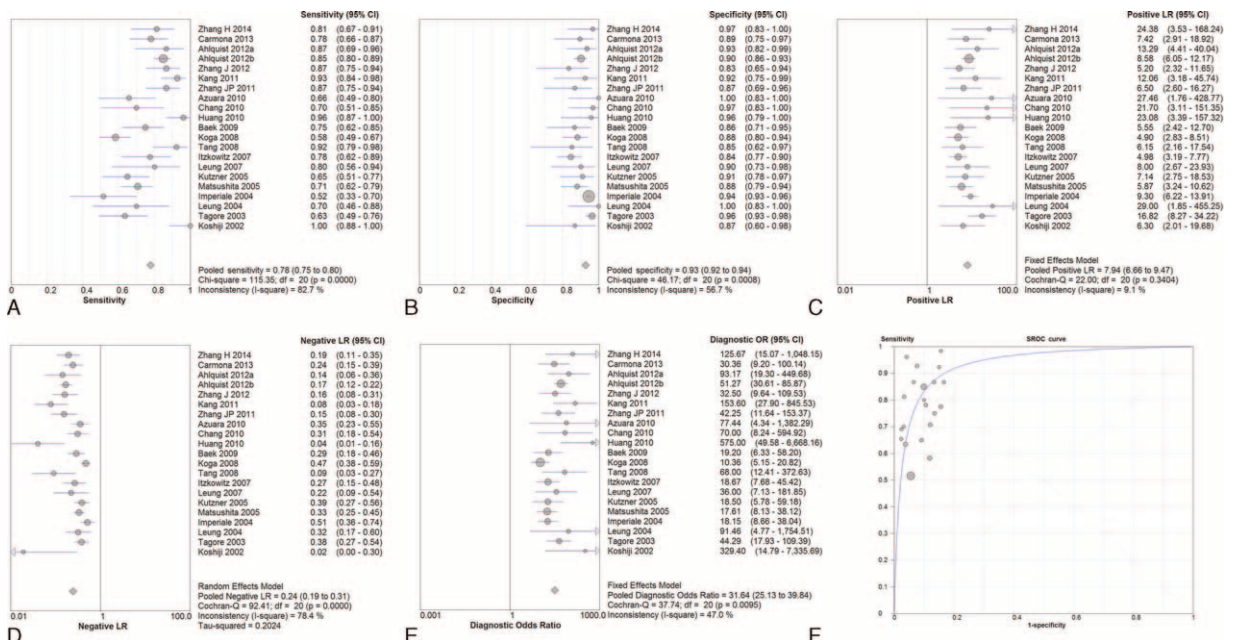 Sensitivity (95% CI)
Zhang H 2014 0.81 (0.67 - 0.91)
Carmona 2013 0.78 (0.66 - 0.87)
Ahlquist 2012a 0.87 (0.69 - 0.96)
Ahlquist 2012b 0.85 (0.80 - 0.89)
Zhang J 2012 0.87 (0.75 - 0.94)
Kang 2011 0.93 (0.84 - 0.98)
Zhang JP 2011 0.87 (0.75 - 0.94)
Azuara 2010 0.66 (0.49 - 0.80)
Chang 2010 0.70 (0.51 - 0.85)
Huang 2010 0.96 (0.87 - 1.00)
Baek 2009 0.75 (0.62 - 0.85)
Koga 2008 0.58 (0.49 - 0.67)
Tang 2008 0.92 (0.79 - 0.98)
Itzkowitz 2007 0.78 (0.62 - 0.89)
Leung 2007 0.80 (0.56 - 0.94)
Kutzner 2005 0.65 (0.51 - 0.77)
Matsushita 2005 0.71 (0.62 - 0.79)
Imperiale 2004 0.52 (0.33 - 0.70)
Leung 2004 0.70 (0.46 - 0.88)
Tagore 2003 0.63 (0.49 - 0.76)
Koshiji 2002 1.00 (0.88 - 1.00)
Pooled sensitivity = 0.78 (0.75 to 0.80)
Chi-square = 115.35; df = 20 (p = 0.0000)
Inconsistency (I-square) = 82.7 %
0 0.2 0.4 0.6 0.8 1
Sensitivity
A
Specificity (95% CI)
Zhang H 2014 0.97 (0.83 - 1.00)
Carmona 2013 0.89 (0.75 - 0.97)
Ahlquist 2012a 0.93 (0.82 - 0.99)
Ahlquist 2012b 0.90 (0.86 - 0.93)
Zhang J 2012 0.83 (0.65 - 0.94)
Kang 2011 0.92 (0.75 - 0.99)
Zhang JP 2011 0.87 (0.69 - 0.96)
Azuara 2010 1.00 (0.83 - 1.00)
Chang 2010 0.97 (0.83 - 1.00)
Huang 2010 0.96 (0.79 - 1.00)
Baek 2009 0.86 (0.71 - 0.95)
Koga 2008 0.88 (0.80 - 0.94)
Tang 2008 0.85 (0.62 - 0.97)
Itzkowitz 2007 0.84 (0.77 - 0.90)
Leung 2007 0.90 (0.73 - 0.98)
Kutzner 2005 0.91 (0.78 - 0.97)
Matsushita 2005 0.88 (0.79 - 0.94)
Imperiale 2004 0.94 (0.93 - 0.96)
Leung 2004 1.00 (0.83 - 1.00)
Tagore 2003 0.96 (0.93 - 0.98)
Koshiji 2002 0.87 (0.60 - 0.98)
Pooled specificity = 0.93 (0.92 to 0.94)
Chi-square = 46.17; df = 20 (p = 0.0008)
Inconsistency (I-square) = 56.7 %
0 0.2 0.4 0.6 0.8 1
Specificity
B
Positive LR (95% CI)
Zhang H 2014 24.38 (3.53 - 168.24)
Carmona 2013 7.42 (2.91 - 18.92)
Ahlquist 2012a 13.29 (4.41 - 40.04)
Ahlquist 2012b 8.58 (6.05 - 12.17)
Zhang J 2012 5.20 (2.32 - 11.65)
Kang 2011 12.06 (3.18 - 45.74)
Zhang JP 2011 6.50 (2.60 - 16.27)
Azuara 2010 27.46 (1.76 - 428.77)
Chang 2010 21.70 (3.11 - 151.35)
Huang 2010 23.08 (3.39 - 157.32)
Baek 2009 5.55 (2.42 - 12.70)
Koga 2008 4.90 (2.83 - 8.51)
Tang 2008 6.15 (2.16 - 17.54)
Itzkowitz 2007 4.98 (3.19 - 7.77)
Leung 2007 8.00 (2.67 - 23.93)
Kutzner 2005 7.14 (2.75 - 18.53)
Matsushita 2005 5.87 (3.24 - 10.62)
Imperiale 2004 9.30 (6.22 - 13.91)
Leung 2004 29.00 (1.85 - 455.25)
Tagore 2003 16.82 (8.27 - 34.22)
Koshiji 2002 6.30 (2.01 - 19.68)
Fixed Effects Model
Pooled Positive LR = 7.94 (6.66 to 9.47)
Cochran-Q = 22.00; df = 20 (p = 0.3404)
Inconsistency (I-square) = 9.1 %
0.01 1 100.0
Positive LR
C
Negative LR (95% CI)
Zhang H 2014 0.19 (0.11 - 0.35)
Carmona 2013 0.24 (0.15 - 0.39)
Ahlquist 2012a 0.14 (0.06 - 0.36)
Ahlquist 2012b 0.17 (0.12 - 0.22)
Zhang J 2012 0.16 (0.08 - 0.31)
Kang 2011 0.08 (0.03 - 0.18)
Zhang JP 2011 0.15 (0.08 - 0.30)
Azuara 2010 0.35 (0.23 - 0.55)
Chang 2010 0.31 (0.18 - 0.54)
Huang 2010 0.04 (0.01 - 0.16)
Baek 2009 0.29 (0.18 - 0.46)
Koga 2008 0.47 (0.38 - 0.59)
Tang 2008 0.09 (0.03 - 0.27)
Itzkowitz 2007 0.27 (0.15 - 0.48)
Leung 2007 0.22 (0.09 - 0.54)
Kutzner 2005 0.39 (0.27 - 0.56)
Matsushita 2005 0.33 (0.25 - 0.45)
Imperiale 2004 0.51 (0.36 - 0.74)
Leung 2004 0.32 (0.17 - 0.60)
Tagore 2003 0.38 (0.27 - 0.54)
Koshiji 2002 0.02 (0.00 - 0.30)
Random Effects Model
Pooled Negative LR = 0.24 (0.19 to 0.31)
Cochran-Q = 92.41; df = 20 (p = 0.0000)
Inconsistency (I-square) = 78.4 %
Tau-squared = 0.2024
0.01 1 100.0
Negative LR
D
Diagnostic OR (95% CI)
Zhang H 2014 125.67 (15.07 - 1,048.15)
Carmona 2013 30.36 (9.20 - 100.14)
Ahlquist 2012a 93.17 (19.30 - 449.68)
Ahlquist 2012b 51.27 (30.61 - 85.87)
Zhang J 2012 32.50 (9.64 - 109.53)
Kang 2011 153.60 (27.90 - 845.53)
Zhang JP 2011 42.25 (11.64 - 153.37)
Azuara 2010 77.44 (4.34 - 1,382.29)
Chang 2010 70.00 (8.24 - 594.92)
Huang 2010 575.00 (49.58 - 6,668.16)
Baek 2009 19.20 (6.33 - 58.20)
Koga 2008 10.36 (5.15 - 20.82)
Tang 2008 68.00 (12.41 - 372.63)
Itzkowitz 2007 18.67 (7.68 - 45.42)
Leung 2007 36.00 (7.13 - 181.85)
Kutzner 2005 18.50 (5.78 - 59.18)
Matsushita 2005 17.61 (8.13 - 38.12)
Imperiale 2004 18.15 (8.66 - 38.04)
Leung 2004 91.46 (4.77 - 1,754.51)
Tagore 2003 44.29 (17.93 - 109.39)
Koshiji 2002 329.40 (14.79 - 7,335.69)
Fixed Effects Model
Pooled Diagnostic Odds Ratio = 31.64 (25.13 to 39.84)
Cochran-Q = 37.74; df = 20 (p = 0.0095)
Inconsistency (I-square) = 47.0 %
0.001 1 1000.0
Diagnostic Odds Ratio
E
Sensitivity SROC curve
1
0.9
0.8
0.7
0.6
0.5
0.4
0.3
0.2
0.1
0
0 0.2 0.4 0.6 0.8 1
1-specificity
F